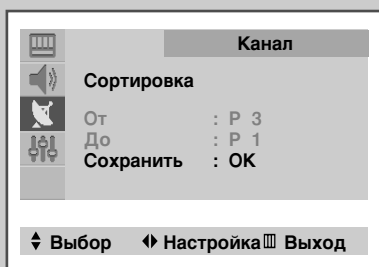 Канал
Сортировка
От : P 3
До : P 1
Сохранить : OK
Выбор Настройка Выход